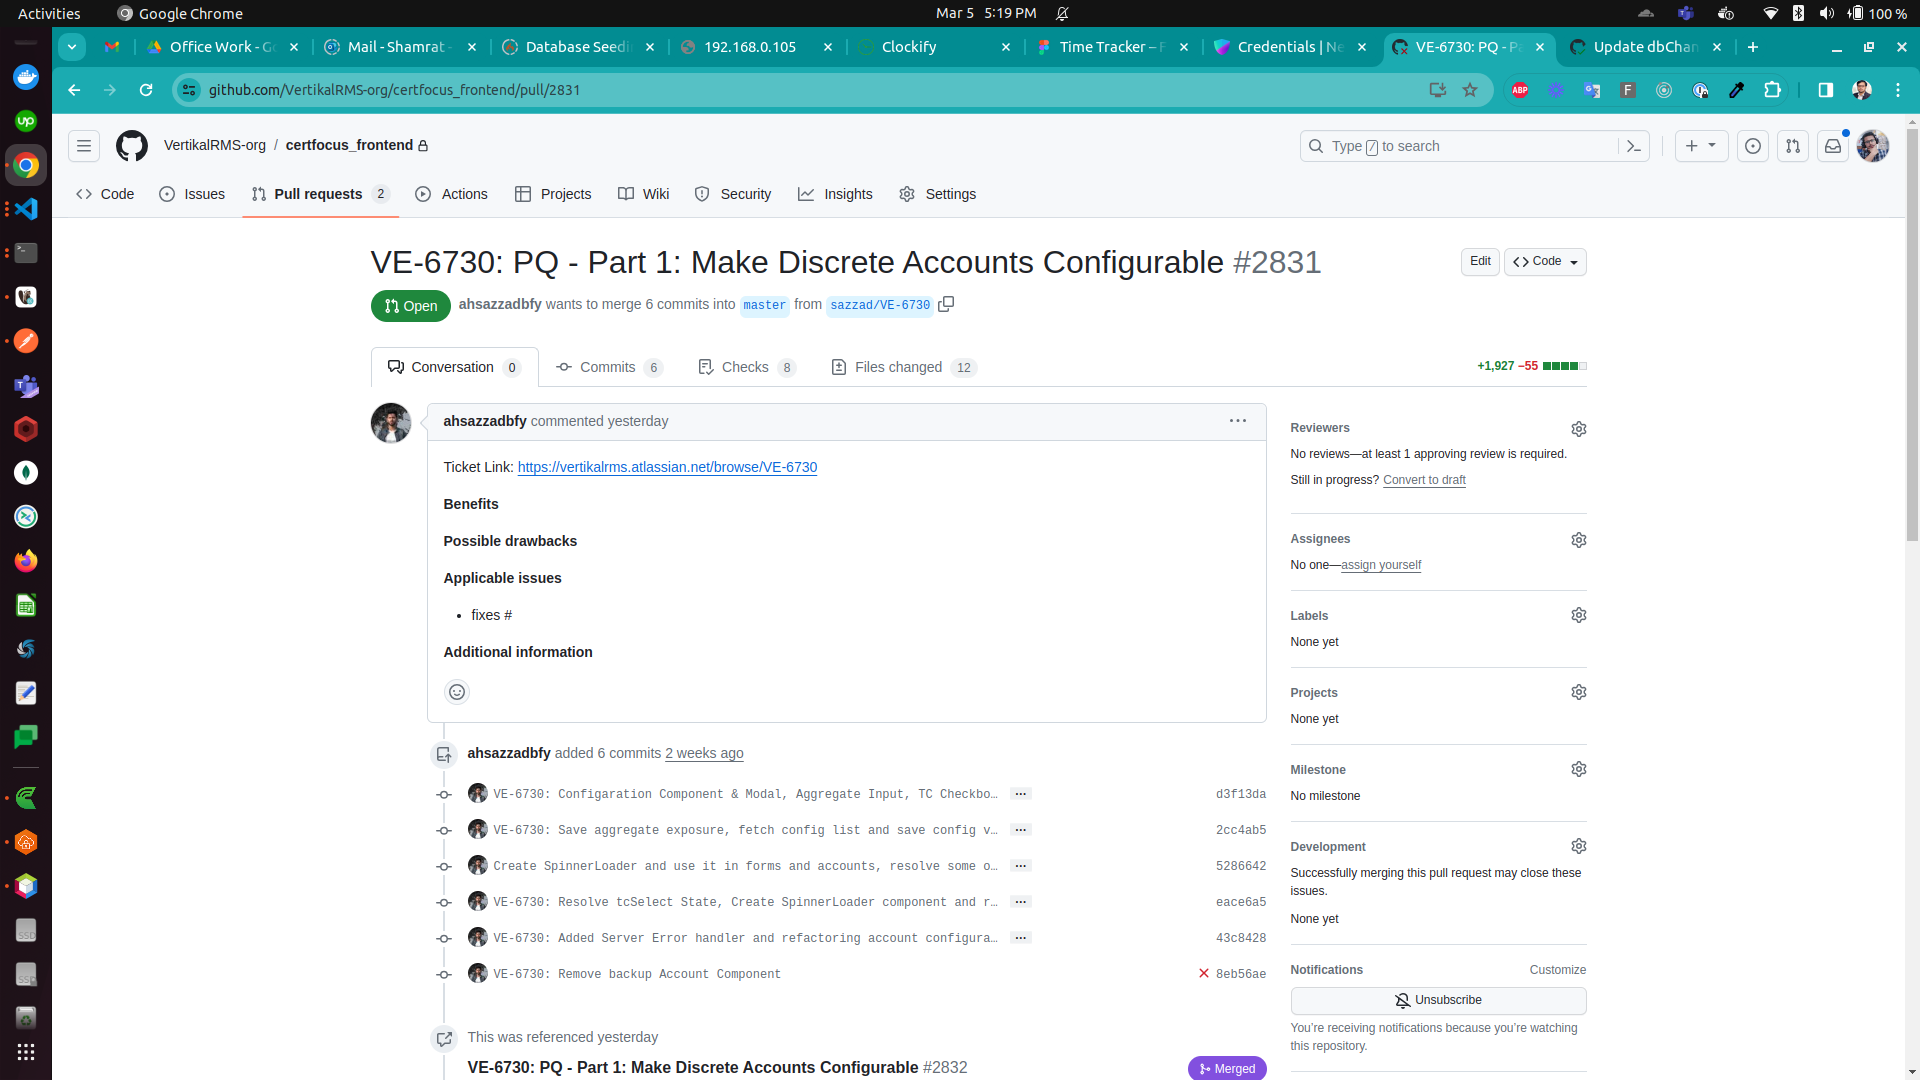 Activities
Google Chrome
Mar 5 5:19 PM
100 %
Office Work - Go
Mail - Shamrat -
Database Seedi
192.168.0.105
Clockify
Time Tracker – F
Credentials | Ne
VE-6730: PQ - Pa
Update dbChan
github.com/VertikalRMS-org/certfocus_frontend/pull/2831
VertikalRMS-org / certfocus_frontend
Type / to search
Code
Issues
Pull requests 2
Actions
Projects
Wiki
Security
Insights
Settings
VE-6730: PQ - Part 1: Make Discrete Accounts Configurable #2831
Edit
Code
Open
ahsazzadbfy wants to merge 6 commits into master from sazzad/VE-6730
Conversation 0
Commits 6
Checks 8
Files changed 12
+1,927 −55
ahsazzadbfy commented yesterday
Ticket Link: https://vertikalrms.atlassian.net/browse/VE-6730
Benefits
Possible drawbacks
Applicable issues
• fixes #
Additional information
ahsazzadbfy added 6 commits 2 weeks ago
VE-6730: Configaration Component & Modal, Aggregate Input, TC Checkbo… d3f13da
VE-6730: Save aggregate exposure, fetch config list and save config v… 2cc4ab5
Create SpinnerLoader and use it in forms and accounts, resolve some o… 5286642
VE-6730: Resolve tcSelect State, Create SpinnerLoader component and r… eace6a5
VE-6730: Added Server Error handler and refactoring account configura… 43c8428
VE-6730: Remove backup Account Component 8eb56ae
This was referenced yesterday
VE-6730: PQ - Part 1: Make Discrete Accounts Configurable #2832
Merged
Reviewers
No reviews—at least 1 approving review is required.
Still in progress? Convert to draft
Assignees
No one—assign yourself
Labels
None yet
Projects
None yet
Milestone
No milestone
Development
Successfully merging this pull request may close these
issues.
None yet
Notifications
Customize
Unsubscribe
You're receiving notifications because you're watching
this repository.